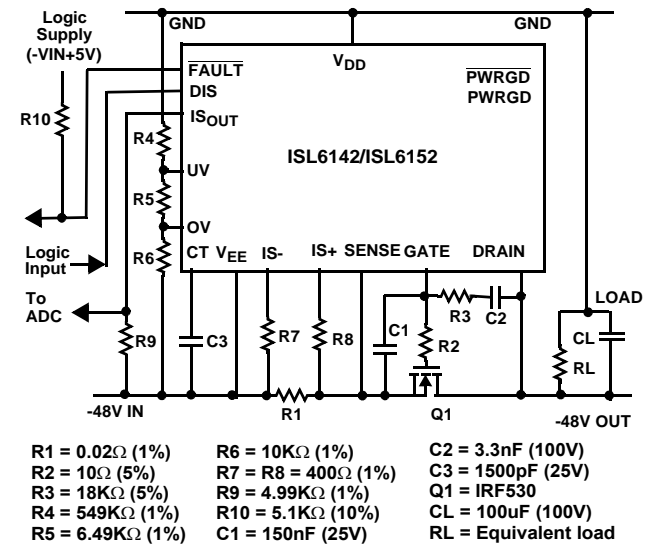 Logic
Supply
(-VIN+5V)
GND
GND
VDD
FAULT
DIS
ISOUT
PWRGD
PWRGD
R10
R4
ISL6142/ISL6152
UV
R5
OV
R6
CT VEE IS- IS+ SENSE GATE DRAIN
Logic
Input
To
ADC
R9
C3
R7
R8
C1
R3
C2
R2
LOAD
CL
RL
-48V IN
R1
Q1
-48V OUT
R1 = 0.02Ω (1%)
R2 = 10Ω (5%)
R3 = 18KΩ (5%)
R4 = 549KΩ (1%)
R5 = 6.49KΩ (1%)
R6 = 10KΩ (1%)
R7 = R8 = 400Ω (1%)
R9 = 4.99KΩ (1%)
R10 = 5.1KΩ (10%)
C1 = 150nF (25V)
C2 = 3.3nF (100V)
C3 = 1500pF (25V)
Q1 = IRF530
CL = 100uF (100V)
RL = Equivalent load